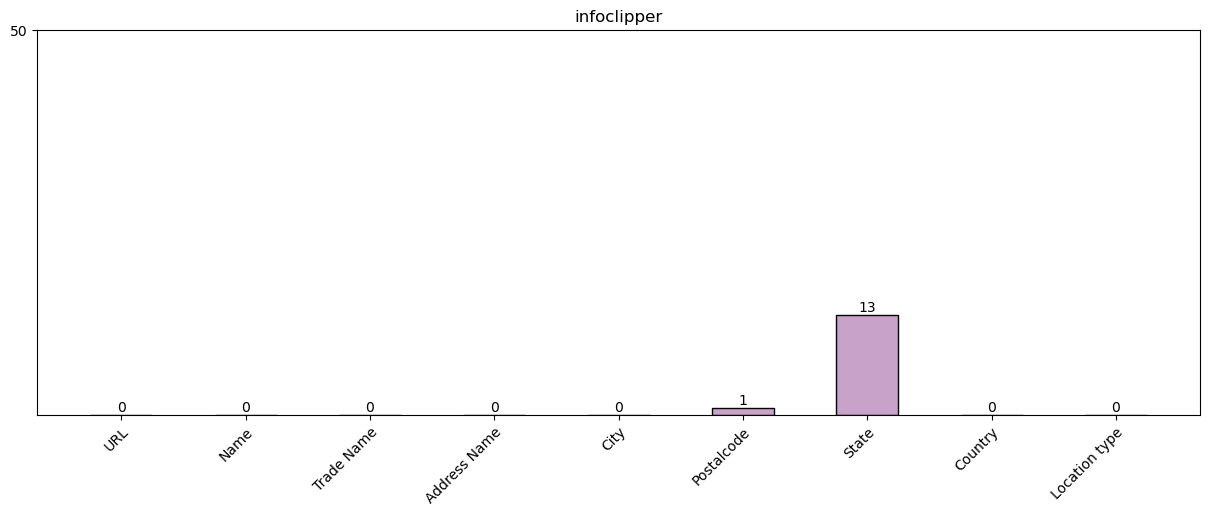 infoclipper
50
13
1
0 0 0 0 0 0 0
URL Name Trade Name Address Name City Postalcode State Country Location type